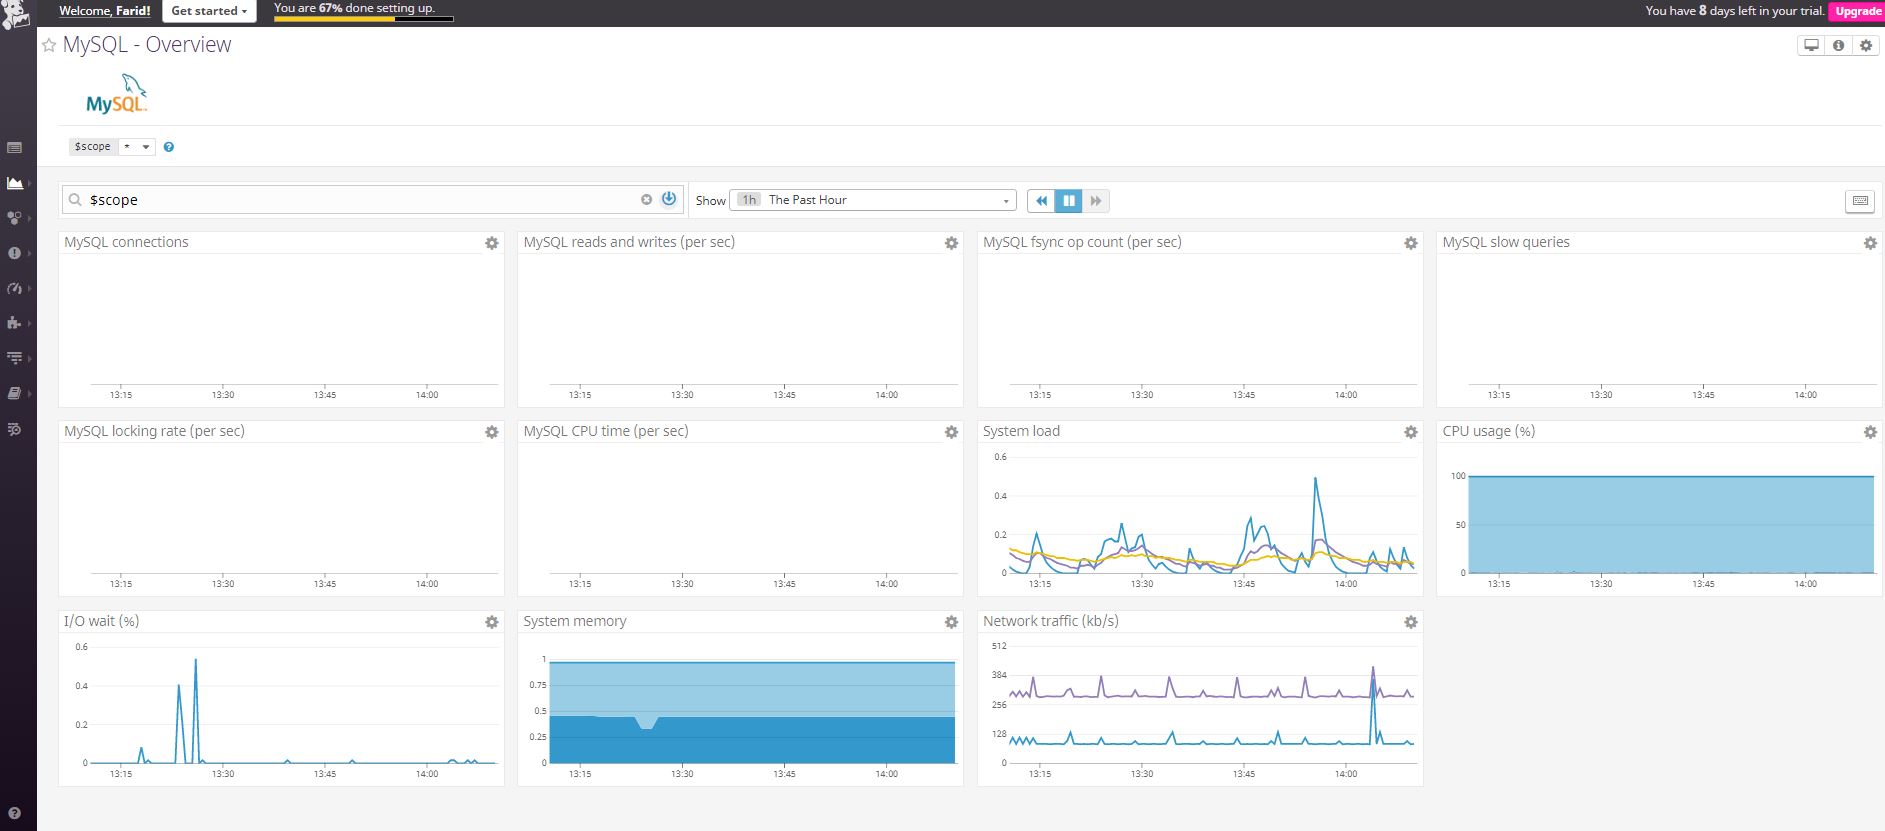 Welcome, Farid!
Get started
You are 67% done setting up.
You have 8 days left in your trial.
Upgrade
MySQL - Overview
MySQL
$scope
*
$scope
Show
1h The Past Hour
MySQL connections
13:15 13:30 13:45 14:00
MySQL reads and writes (per sec)
13:15 13:30 13:45 14:00
MySQL fsync op count (per sec)
13:15 13:30 13:45 14:00
MySQL slow queries
13:15 13:30 13:45 14:00
MySQL locking rate (per sec)
13:15 13:30 13:45 14:00
MySQL CPU time (per sec)
13:15 13:30 13:45 14:00
System load
0.6
0.4
0.2
0
13:15 13:30 13:45 14:00
CPU usage (%)
100
50
0
13:15 13:30 13:45 14:00
I/O wait (%)
0.6
0.4
0.2
0
13:15 13:30 13:45 14:00
System memory
1
0.75
0.5
0.25
0
13:15 13:30 13:45 14:00
Network traffic (kb/s)
512
384
256
128
0
13:15 13:30 13:45 14:00